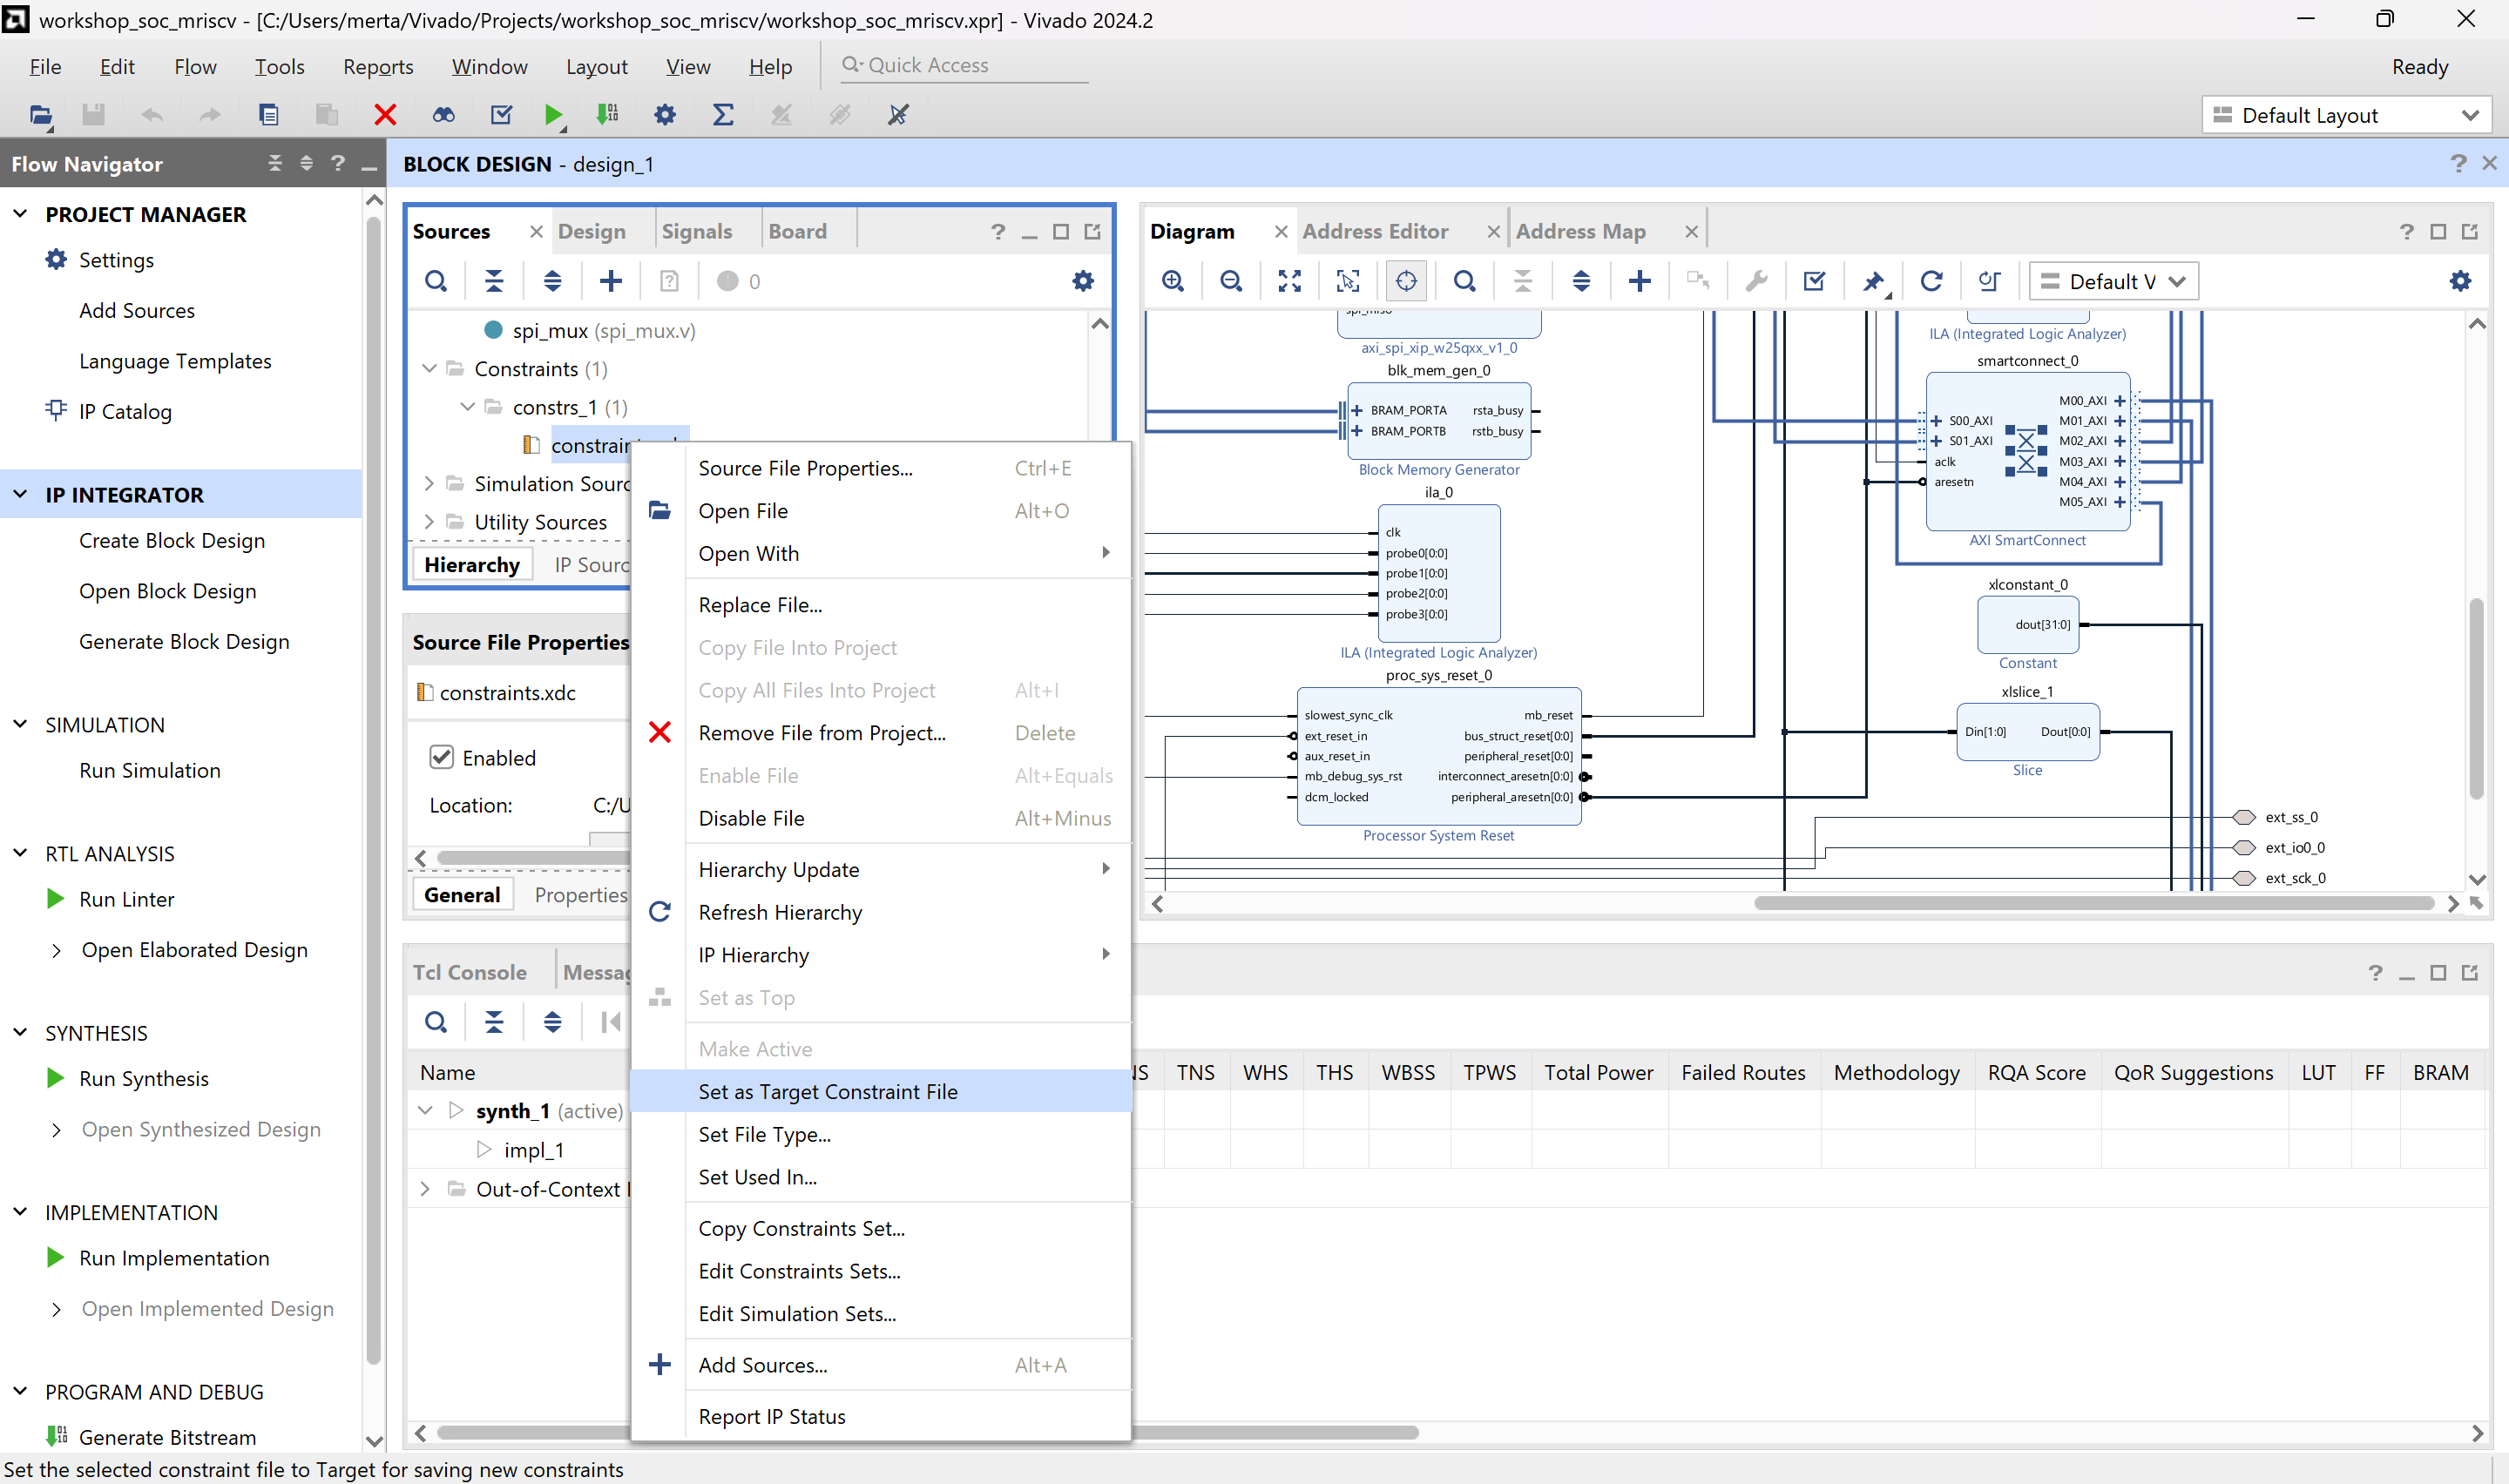 workshop_soc_mriscv - [C:/Users/merta/Vivado/Projects/workshop_soc_mriscv/workshop_soc_mriscv.xpr] - Vivado 2024.2
File Edit Flow Tools Reports Window Layout View Help Quick Access Ready
Default Layout
Flow Navigator
PROJECT MANAGER
Settings
Add Sources
Language Templates
IP Catalog
IP INTEGRATOR
Create Block Design
Open Block Design
Generate Block Design
SIMULATION
Run Simulation
RTL ANALYSIS
Run Linter
Open Elaborated Design
SYNTHESIS
Run Synthesis
Open Synthesized Design
IMPLEMENTATION
Run Implementation
Open Implemented Design
PROGRAM AND DEBUG
Generate Bitstream
BLOCK DESIGN - design_1
Sources Design Signals Board
0
spi_mux (spi_mux.v)
Constraints (1)
constrs_1 (1)
Simulation
Utility Sources
Hierarchy IP
Source File Properties
constraints.xdc
Enabled
Location: C:/U
General Properties
Source File Properties... Ctrl+E
Open File Alt+O
Open With
Replace File...
Copy File Into Project
Copy All Files Into Project Alt+I
Remove File from Project... Delete
Enable File Alt+Equals
Disable File Alt+Minus
Hierarchy Update
Refresh Hierarchy
IP Hierarchy
Set as Top
Make Active
Set as Target Constraint File
Set File Type...
Set Used In...
Copy Constraints Set...
Edit Constraints Sets...
Edit Simulation Sets...
Add Sources... Alt+A
Report IP Status
Diagram Address Editor Address Map
Default V
axi_spi_xip_w25qxx_v1_0
blk_mem_gen_0
BRAM_PORTA rsta_busy
BRAM_PORTB rstb_busy
Block Memory Generator
ila_0
clk
probe0[0:0]
probe1[0:0]
probe2[0:0]
probe3[0:0]
ILA (Integrated Logic Analyzer)
proc_sys_reset_0
slowest_sync_clk mb_reset
ext_reset_in bus_struct_reset[0:0]
aux_reset_in peripheral_reset[0:0]
mb_debug_sys_rst interconnect_aresetn[0:0]
dcm_locked peripheral_aresetn[0:0]
Processor System Reset
ILA (Integrated Logic Analyzer)
smartconnect_0
M00_AXI
S00_AXI M01_AXI
S01_AXI M02_AXI
aclk M03_AXI
aresetn M04_AXI
M05_AXI
AXI SmartConnect
xlconstant_0
dout[31:0]
Constant
xlslice_1
Din[1:0] Dout[0:0]
Slice
ext_ss_0
ext_io0_0
ext_sck_0
Tcl Console
Name TNS WHS THS WBSS TPWS Total Power Failed Routes Methodology RQA Score QoR Suggestions LUT FF BRAM
synth_1 (active)
impl_1
Out-of-Context
Set the selected constraint file to Target for saving new constraints